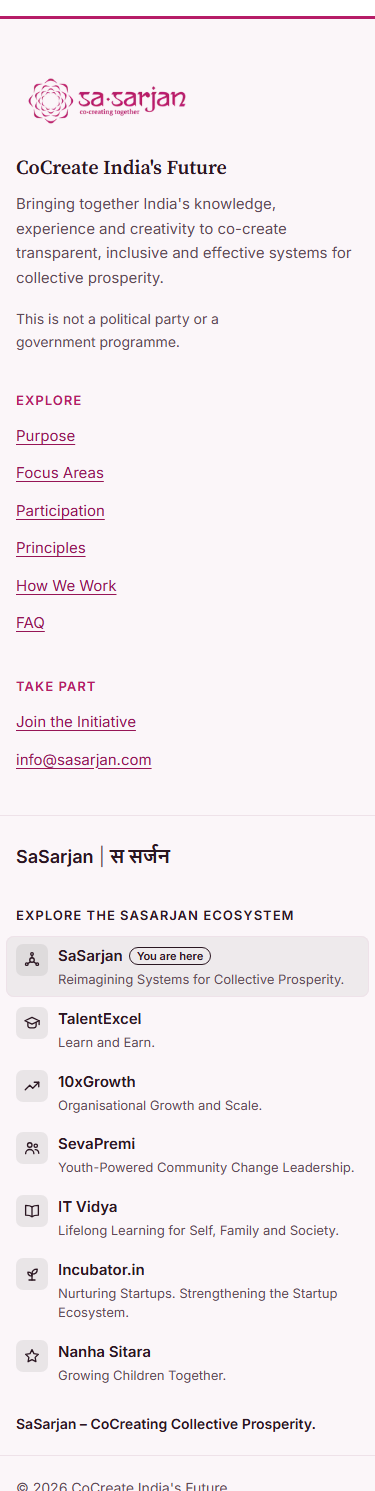 sa·sarjan
co-creating together
CoCreate India's Future
Bringing together India's knowledge,
experience and creativity to co-create
transparent, inclusive and effective systems for
collective prosperity.
This is not a political party or a
government programme.
EXPLORE
Purpose
Focus Areas
Participation
Principles
How We Work
FAQ
TAKE PART
Join the Initiative
info@sasarjan.com
SaSarjan | स सर्जन
EXPLORE THE SASARJAN ECOSYSTEM
SaSarjan You are here
Reimagining Systems for Collective Prosperity.
TalentExcel
Learn and Earn.
10xGrowth
Organisational Growth and Scale.
SevaPremi
Youth-Powered Community Change Leadership.
IT Vidya
Lifelong Learning for Self, Family and Society.
Incubator.in
Nurturing Startups. Strengthening the Startup
Ecosystem.
Nanha Sitara
Growing Children Together.
SaSarjan – CoCreating Collective Prosperity.
© 2026 CoCreate India's Future